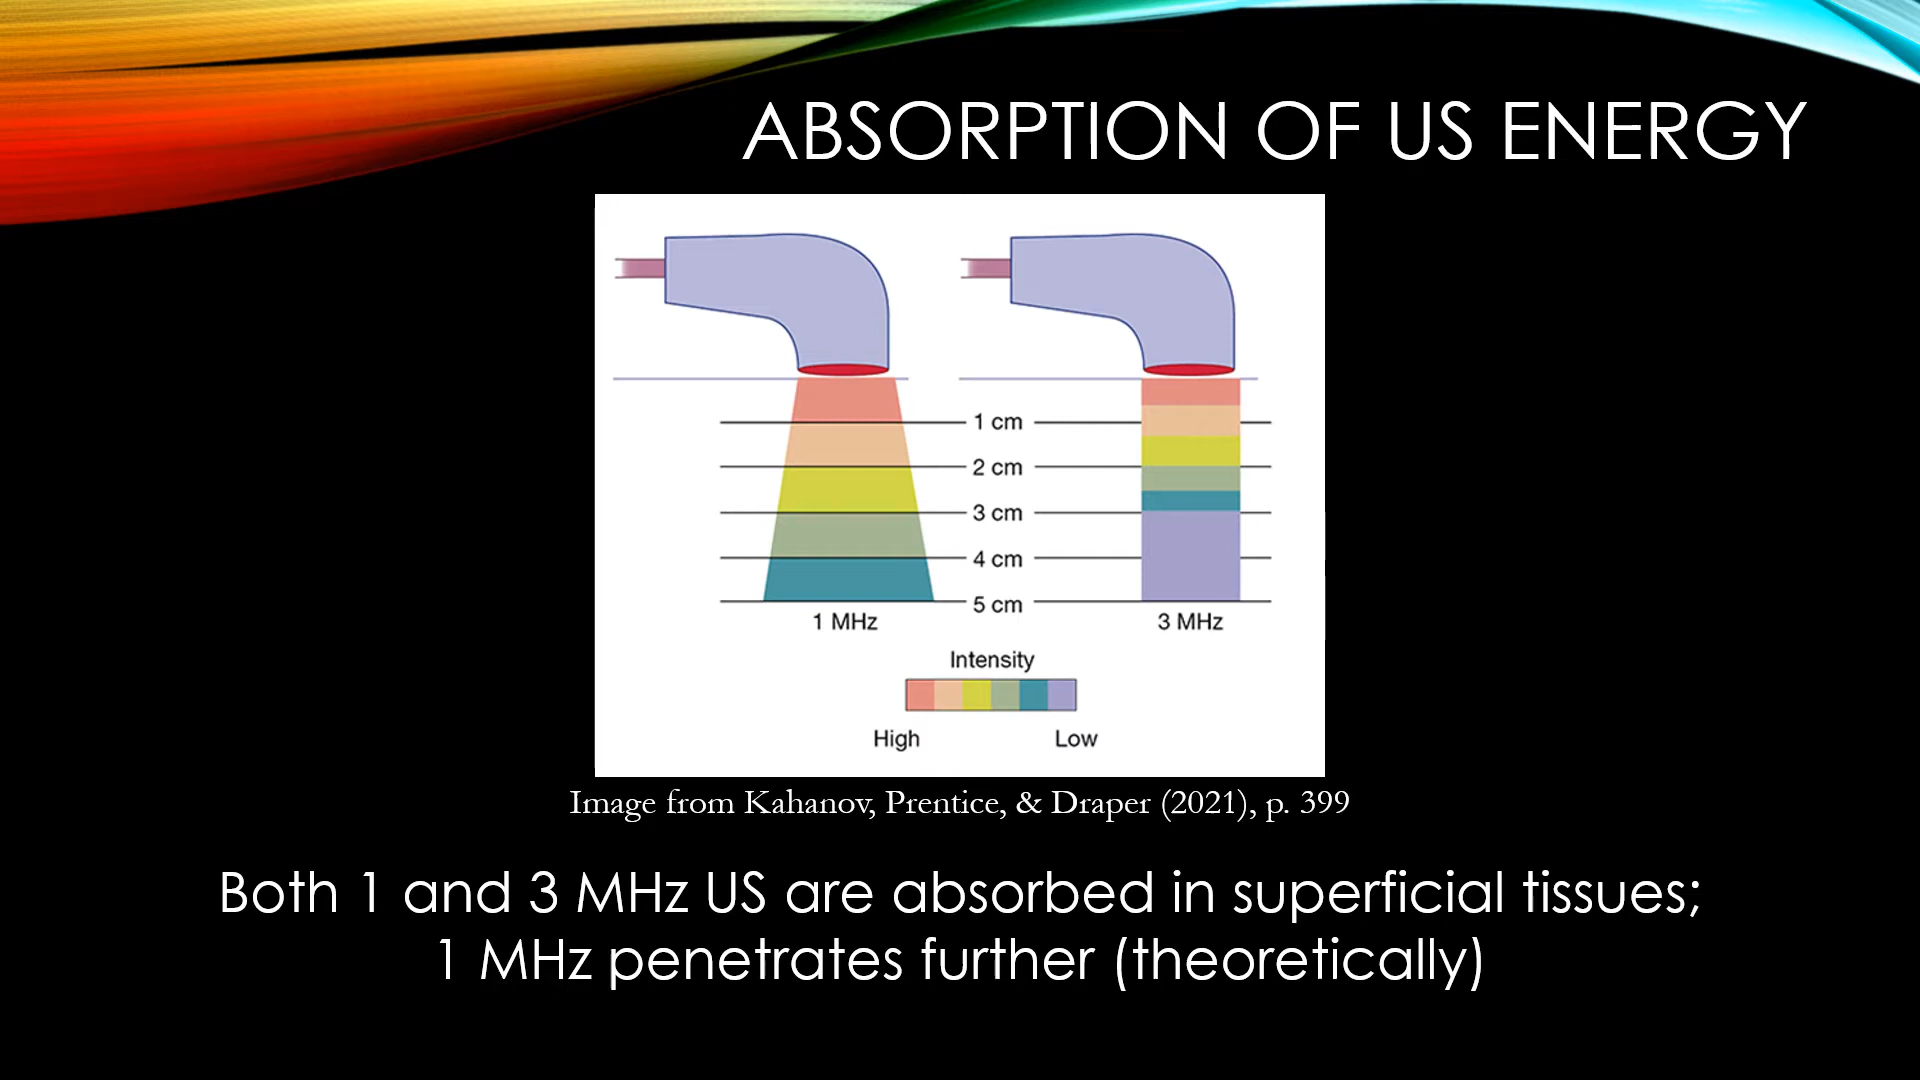 ABSORPTION OF US ENERGY
1 cm
2 cm
3 cm
4 cm
5 cm
1 MHz
3 MHz
Intensity
High
Low
Image from Kahanov, Prentice, & Draper (2021), p. 399
Both 1 and 3 MHz US are absorbed in superficial tissues;
1 MHz penetrates further (theoretically)